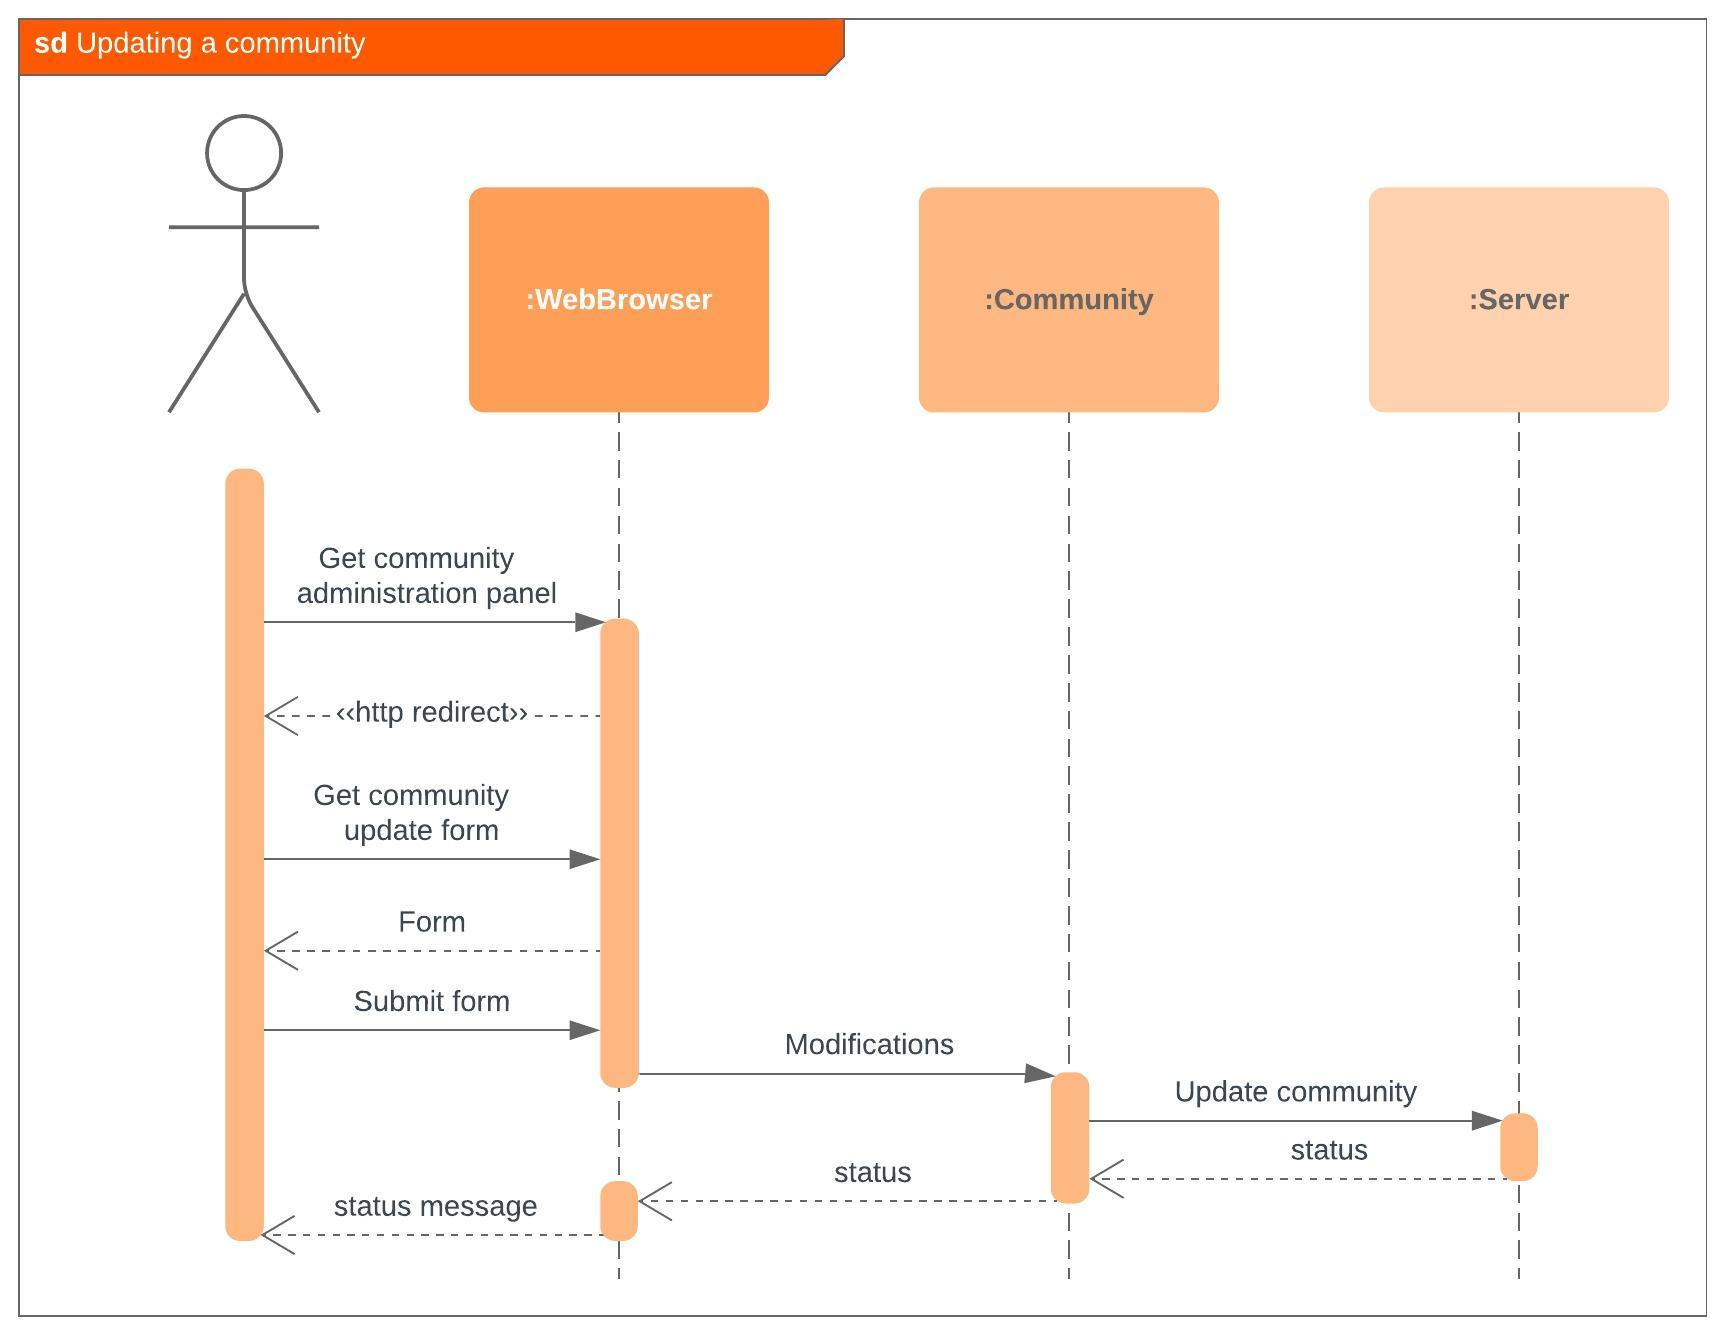 sd Updating a community
:WebBrowser
:Community
:Server
Get community
administration panel
‹‹http redirect››
Get community
update form
Form
Submit form
Modifications
Update community
status
status
status message